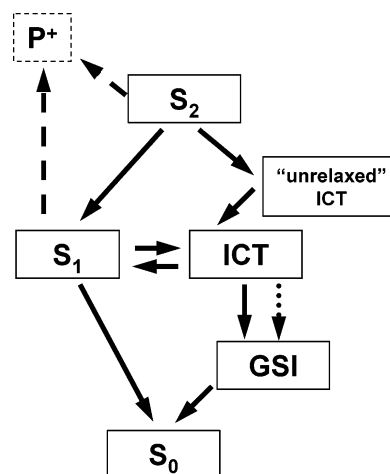 P⁺
S₂
“unrelaxed”
ICT
S₁
ICT
GSI
S₀